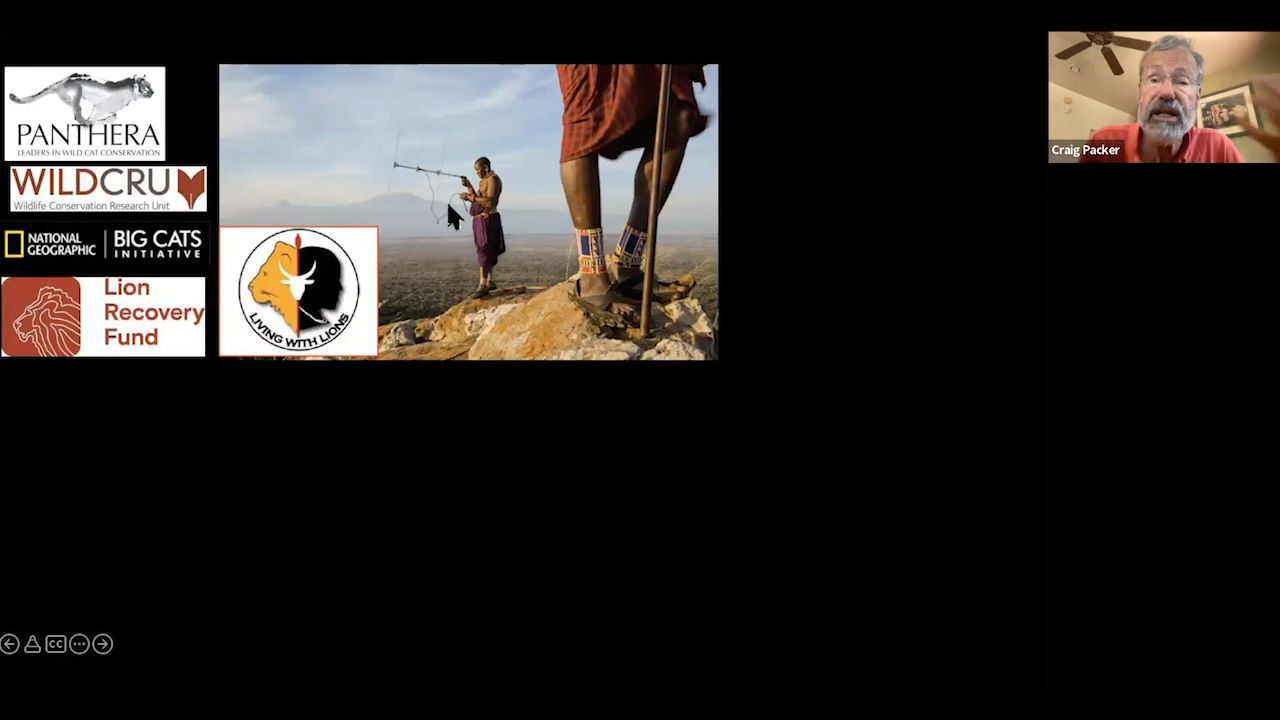 PANTHERA
LEADERS IN WILD CAT CONSERVATION
WILDCRU
Wildlife Conservation Research Unit
NATIONAL GEOGRAPHIC
BIG CATS INITIATIVE
Lion
Recovery
Fund
LIVING WITH LIONS
Craig Packer
CC